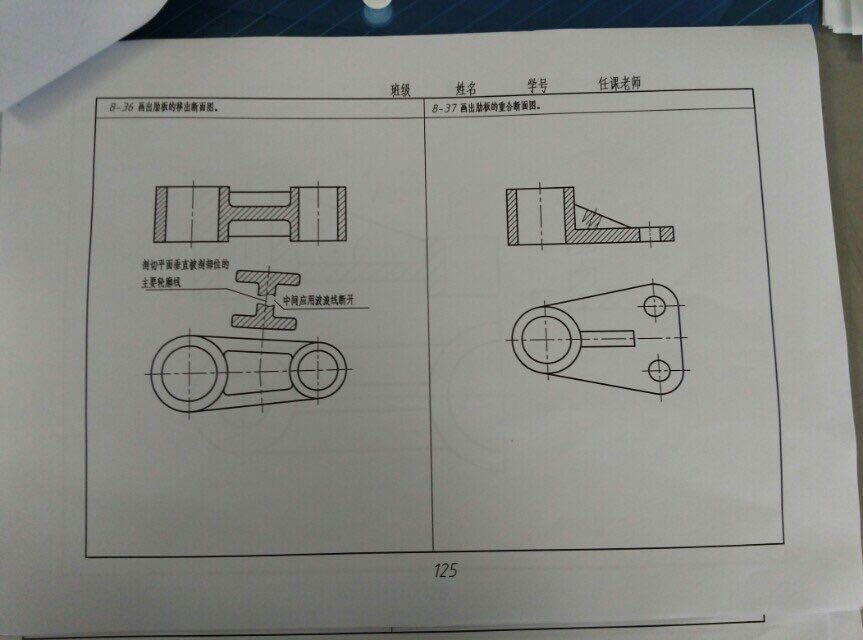 班级 姓名 学号 任课老师
8-36 画出肋板的移出断面图。
8-37 画出肋板的重合断面图。
剖切平面垂直被剖部位的
主要轮廓线
中间应用波浪线断开
125